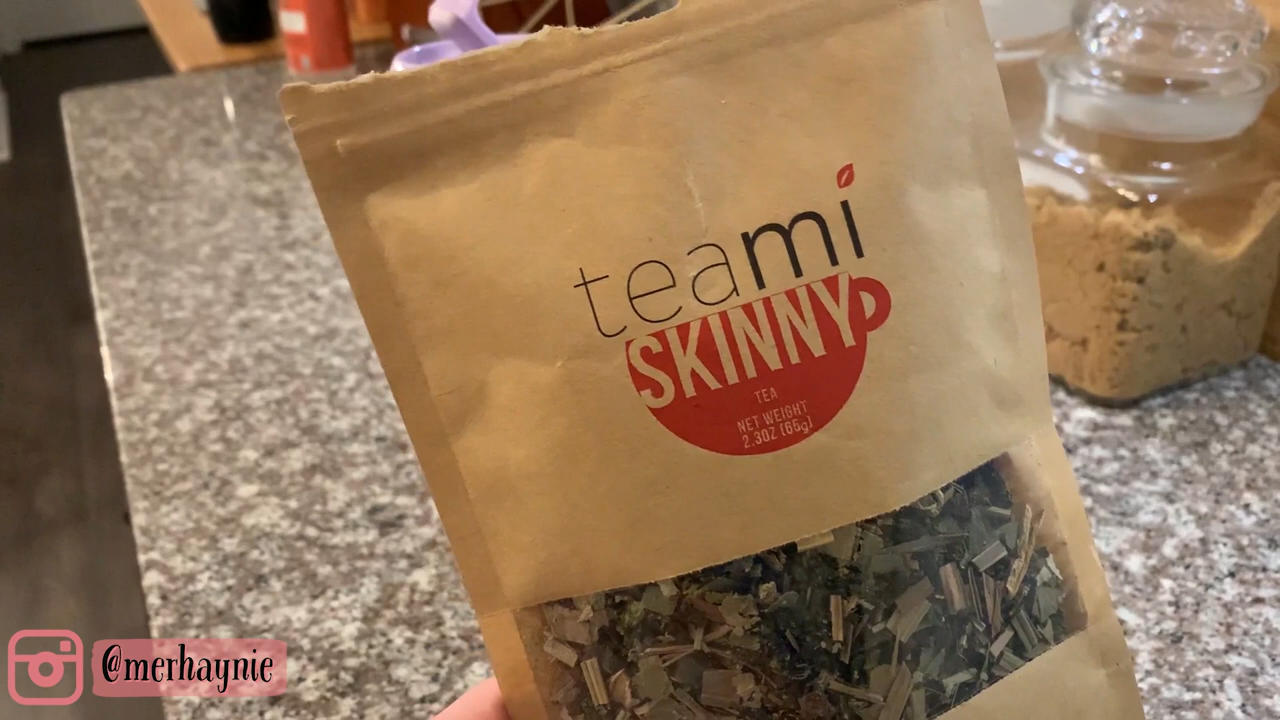 teami
SKINNY
TEA
NET WEIGHT
2.3OZ (65g)
@merhaynie